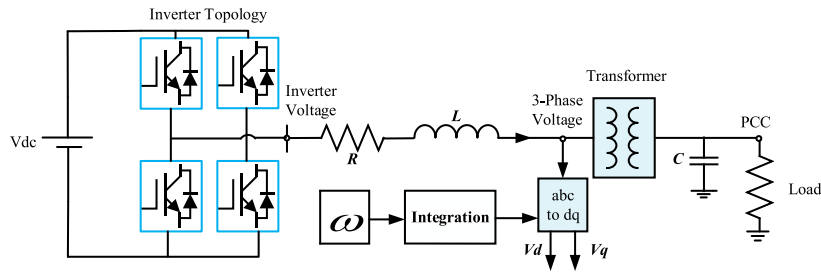 Inverter Topology
Vdc
Inverter
Voltage
R
L
3-Phase
Voltage
Transformer
C
PCC
Load
ω
Integration
abc
to dq
Vd
Vq